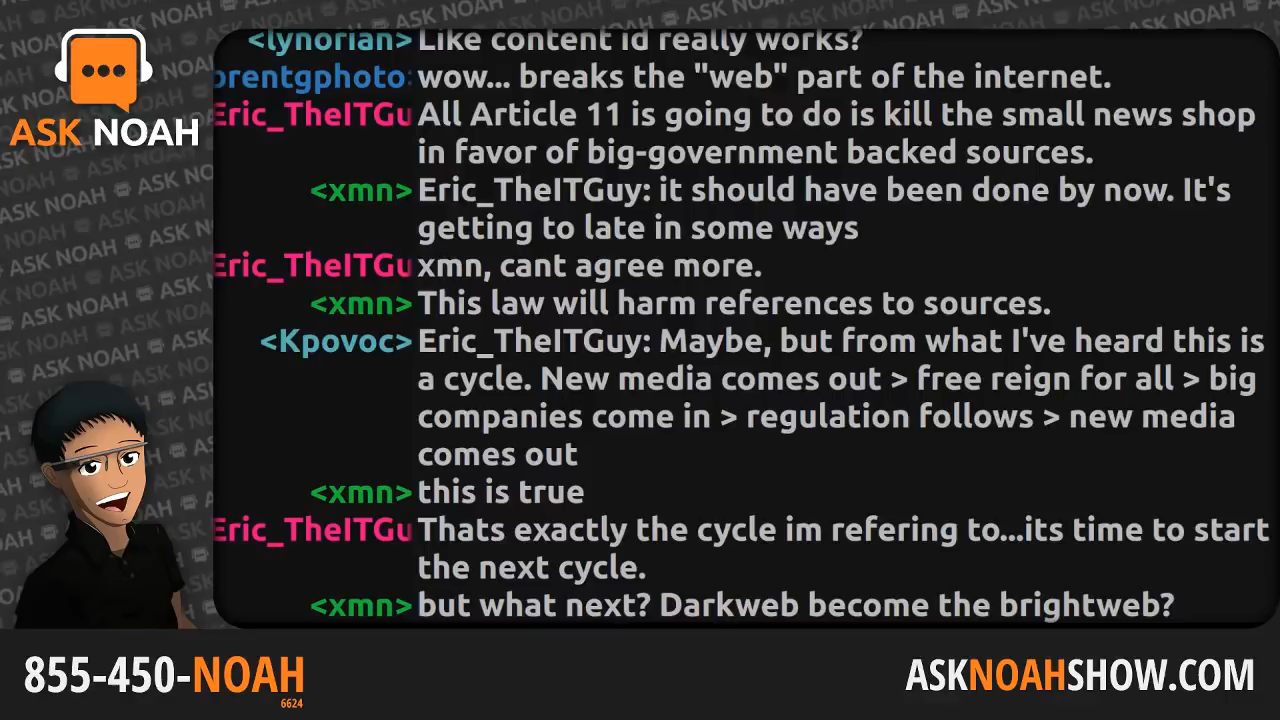 ASK NOAH
<lynorian> Like content id really works?
brentgphoto: wow... breaks the "web" part of the internet.
Eric_TheITGu All Article 11 is going to do is kill the small news shop
in favor of big-government backed sources.
<xmn> Eric_TheITGuy: it should have been done by now. It's
getting to late in some ways
Eric_TheITGu xmn, cant agree more.
<xmn> This law will harm references to sources.
<Kpovoc> Eric_TheITGuy: Maybe, but from what I've heard this is
a cycle. New media comes out > free reign for all > big
companies come in > regulation follows > new media
comes out
<xmn> this is true
Eric_TheITGu Thats exactly the cycle im refering to...its time to start
the next cycle.
<xmn> but what next? Darkweb become the brightweb?
855-450-NOAH
6624
ASKNOAHSHOW.COM